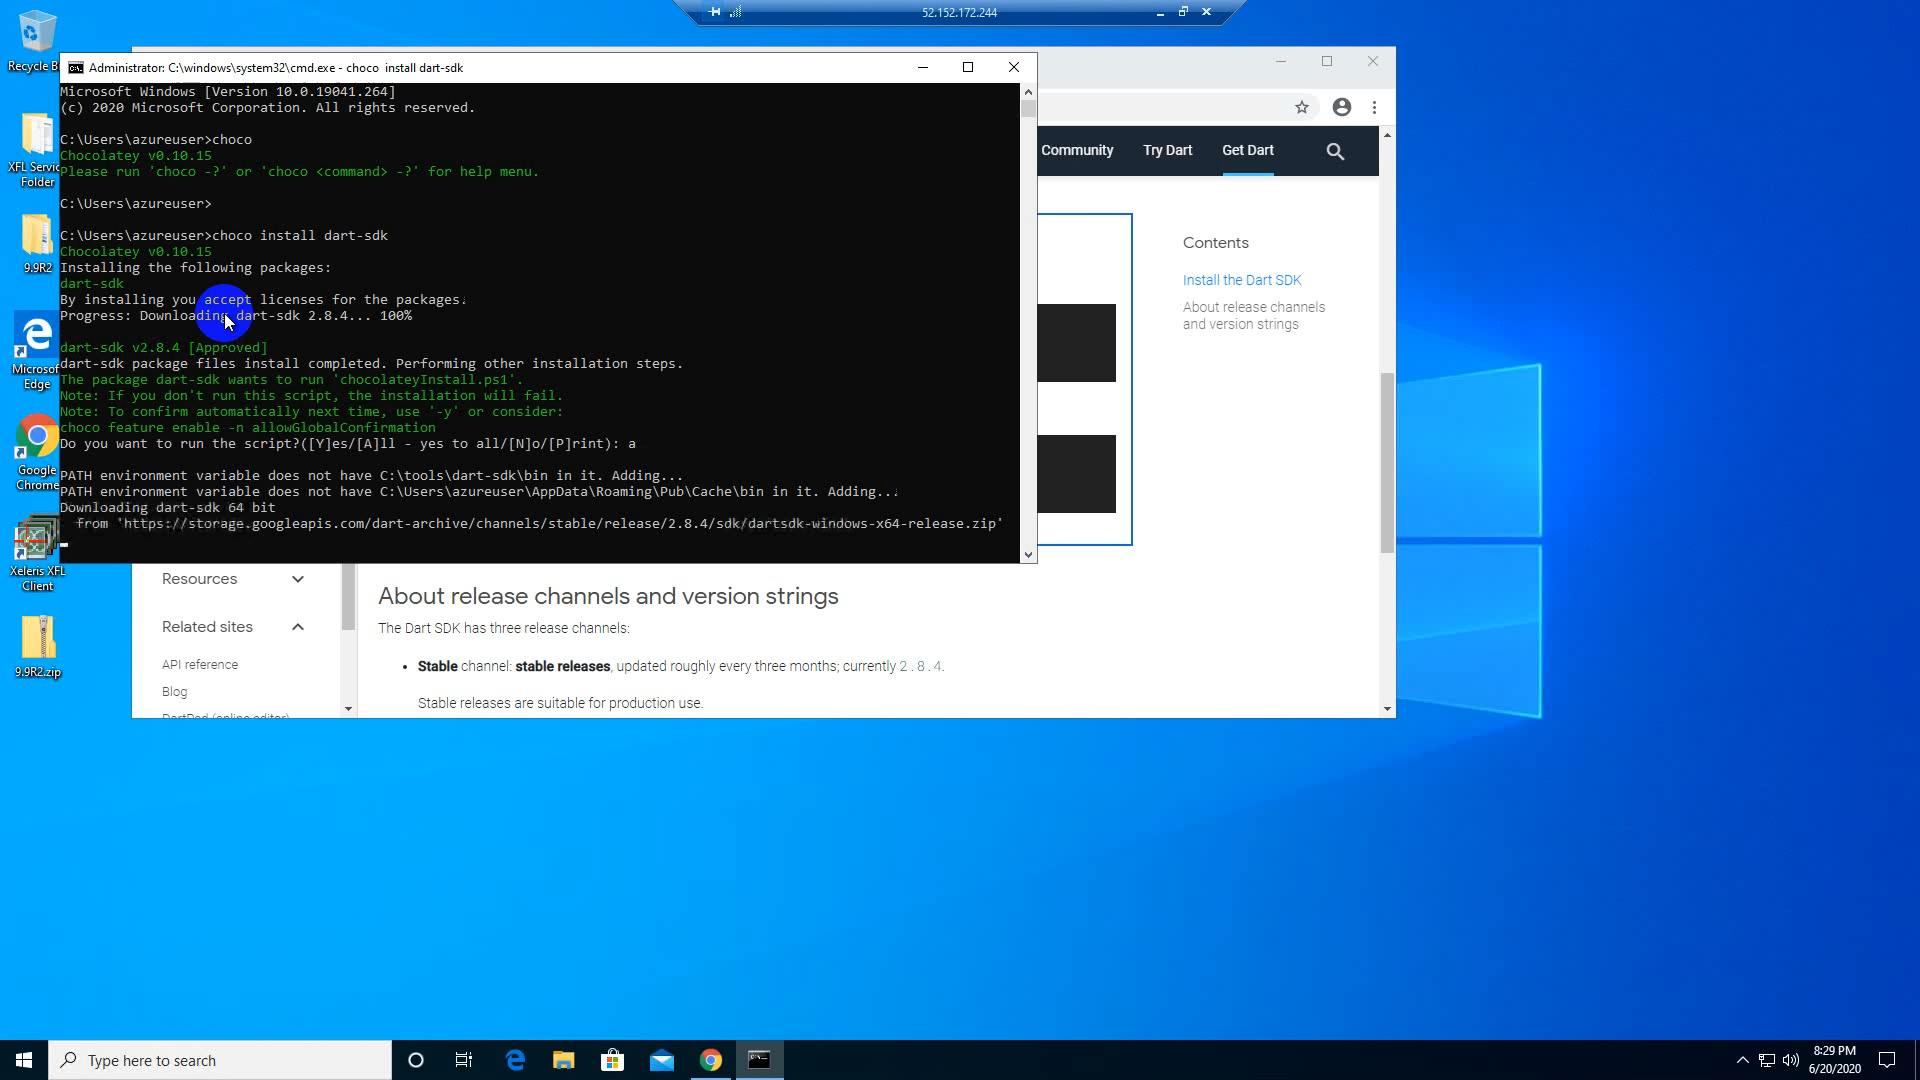 52.152.172.244
Recycle B
XFL Servic
Folder
9.9R2
Microsof
Edge
Google
Chrome
Xeleris XFL
Client
9.9R2.zip
Administrator: C:\windows\system32\cmd.exe - choco  install dart-sdk
Microsoft Windows [Version 10.0.19041.264]
(c) 2020 Microsoft Corporation. All rights reserved.
C:\Users\azureuser>choco
Chocolatey v0.10.15
Please run 'choco -?' or 'choco <command> -?' for help menu.
C:\Users\azureuser>
C:\Users\azureuser>choco install dart-sdk
Chocolatey v0.10.15
Installing the following packages:
dart-sdk
By installing you accept licenses for the packages.
Progress: Downloading dart-sdk 2.8.4... 100%
dart-sdk v2.8.4 [Approved]
dart-sdk package files install completed. Performing other installation steps.
The package dart-sdk wants to run 'chocolateyInstall.ps1'.
Note: If you don't run this script, the installation will fail.
Note: To confirm automatically next time, use '-y' or consider:
choco feature enable -n allowGlobalConfirmation
Do you want to run the script?([Y]es/[A]ll - yes to all/[N]o/[P]rint): a
PATH environment variable does not have C:\tools\dart-sdk\bin in it. Adding...
PATH environment variable does not have C:\Users\azureuser\AppData\Roaming\Pub\Cache\bin in it. Adding...
Downloading dart-sdk 64 bit
  from 'https://storage.googleapis.com/dart-archive/channels/stable/release/2.8.4/sdk/dartsdk-windows-x64-release.zip'
Community
Try Dart
Get Dart
Contents
Install the Dart SDK
About release channels
and version strings
Resources
Related sites
API reference
Blog
DartPad (online editor)
About release channels and version strings
The Dart SDK has three release channels:
• Stable channel: stable releases, updated roughly every three months; currently 2.8.4.
Stable releases are suitable for production use.
Type here to search
8:29 PM
6/20/2020